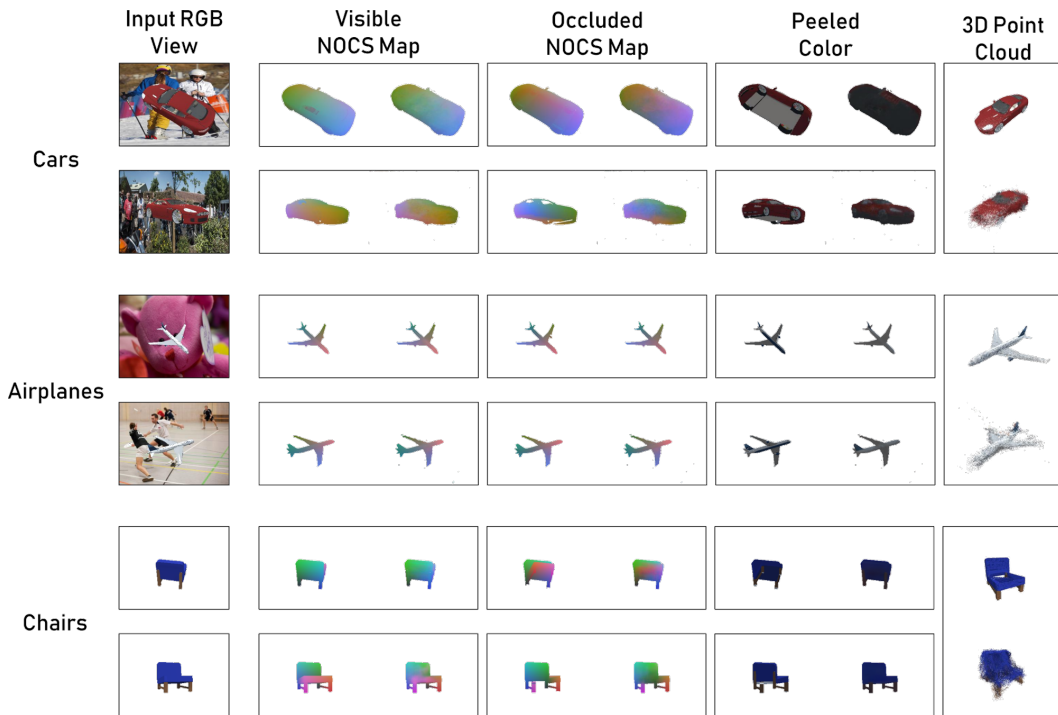 Input RGB
View
Visible
NOCS Map
Occluded
NOCS Map
Peeled
Color
3D Point
Cloud
Cars
Airplanes
Chairs